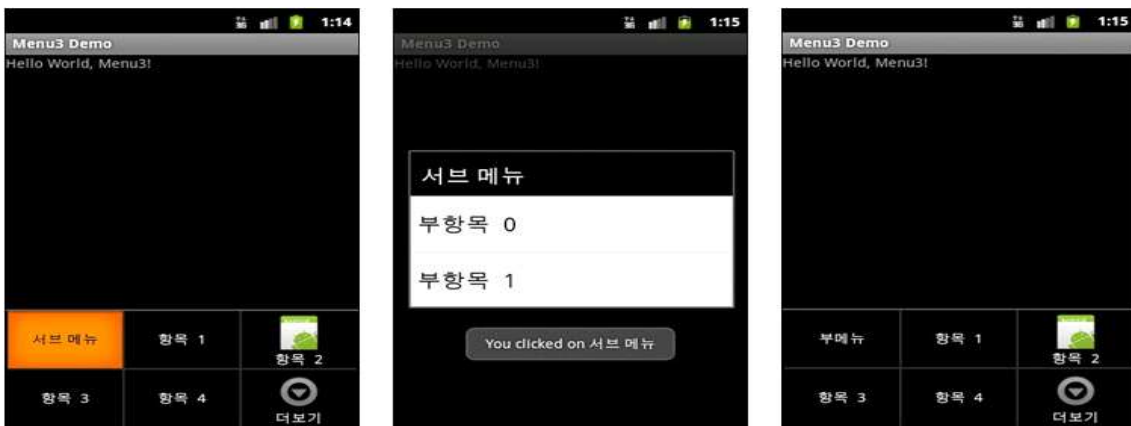 1:14
Menu3 Demo
Hello World, Menu3!
서브 메뉴
항목 1
항목 2
항목 3
항목 4
더보기
1:15
Menu3 Demo
Hello World, Menu3!
서브 메뉴
부항목 0
부항목 1
You clicked on 서브 메뉴
1:15
Menu3 Demo
Hello World, Menu3!
부메뉴
항목 1
항목 2
항목 3
항목 4
더보기